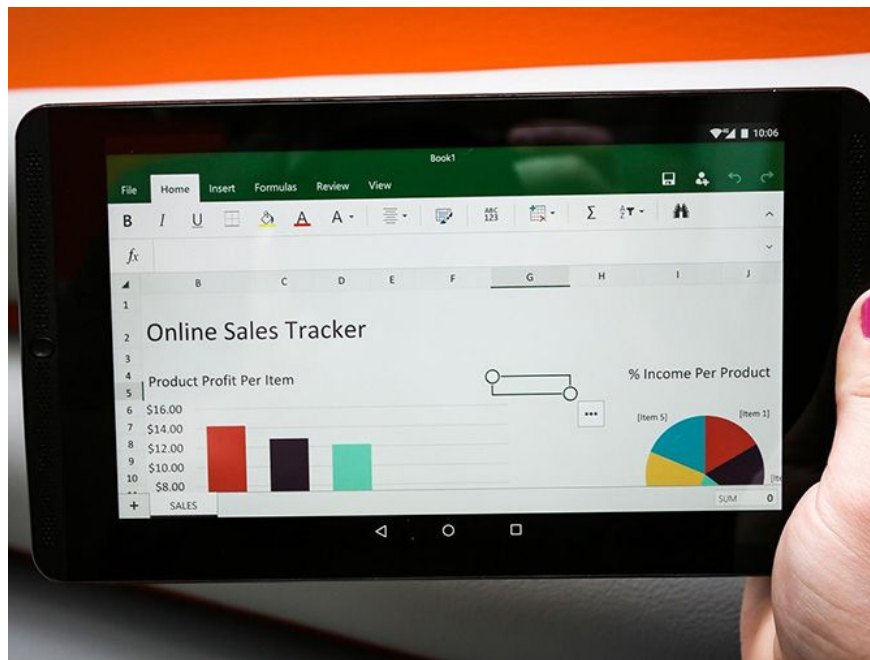 10:06
Book1
File Home Insert Formulas Review View
B I U A A ABC 123 Σ A Z
fx
B C D E F G H I J
1
2 Online Sales Tracker
3
4 Product Profit Per Item % Income Per Product
5
6 $16.00 [Item 5] [Item 1]
7 $14.00
8 $12.00
9 $10.00
10 $8.00
+ SALES SUM 0